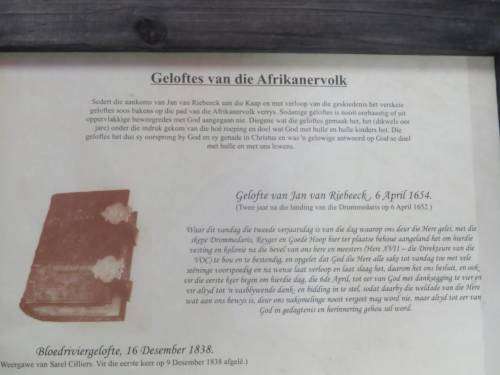 Geloftes van die Afrikanervolk
Sedert die aankoms van Jan van Riebeeck aan die Kaap en met verloop van die geskiedenis het verskeie
geloftes soos bakens op die pad van die Afrikanervolk verrys. Sodanige geloftes is nooit onbesuisig of uit
oppervlakkige beweegredes met God aangegaan nie. Diegene wat die geloftes gemaak het, het (dikwels ons
jare) onder die indruk gekom van die hoë roeping en doel wat God met hulle en hulle kinders het. Die
geloftes het dus sy oorsprong by God en sy genade in Christus en was 'n gelowige antwoord op God se doel
met hulle en met ons lewens.
Gelofte van Jan van Riebeeck, 6 April 1654.
(Twee jaar na die landing van die Drommedaris op 6 April 1652.)
Waar dit vandag die tweede verjaarsdag is van die dag waarop ons deur die Here gelei, met die
skepe Drommedaris, Reyger en Goede Hoop hier ter plaatse behoue aangeland het om hierdie
vesting en kolonie na die bevel van ons here en meesters (Here XVII – die Direkteure van die
VOC) te bou en te bestendig, en opgelet dat God die Here alle sake tot vandag toe met vele
seëninge voorspoedig en na wense laat verloop en laat slaag het, daarom het ons besluit, en ook
vir die eerste keer begin om hierdie dag, die 6de April, tot eer van God met danksegging te vier en
vir altyd tot 'n vasblywende dank- en bidding in te stel, sodat daarby die weldade van die Here
wat aan ons bewys is, deur ons nakomelinge nooit vergeet mag word nie, maar altyd tot eer van
God in gedagtenis en herinnering gehou sal word.
Bloedriviergelofte, 16 Desember 1838.
Weergawe van Sarel Cilliers. Vir die eerste keer op 9 Desember 1838 afgelê.)